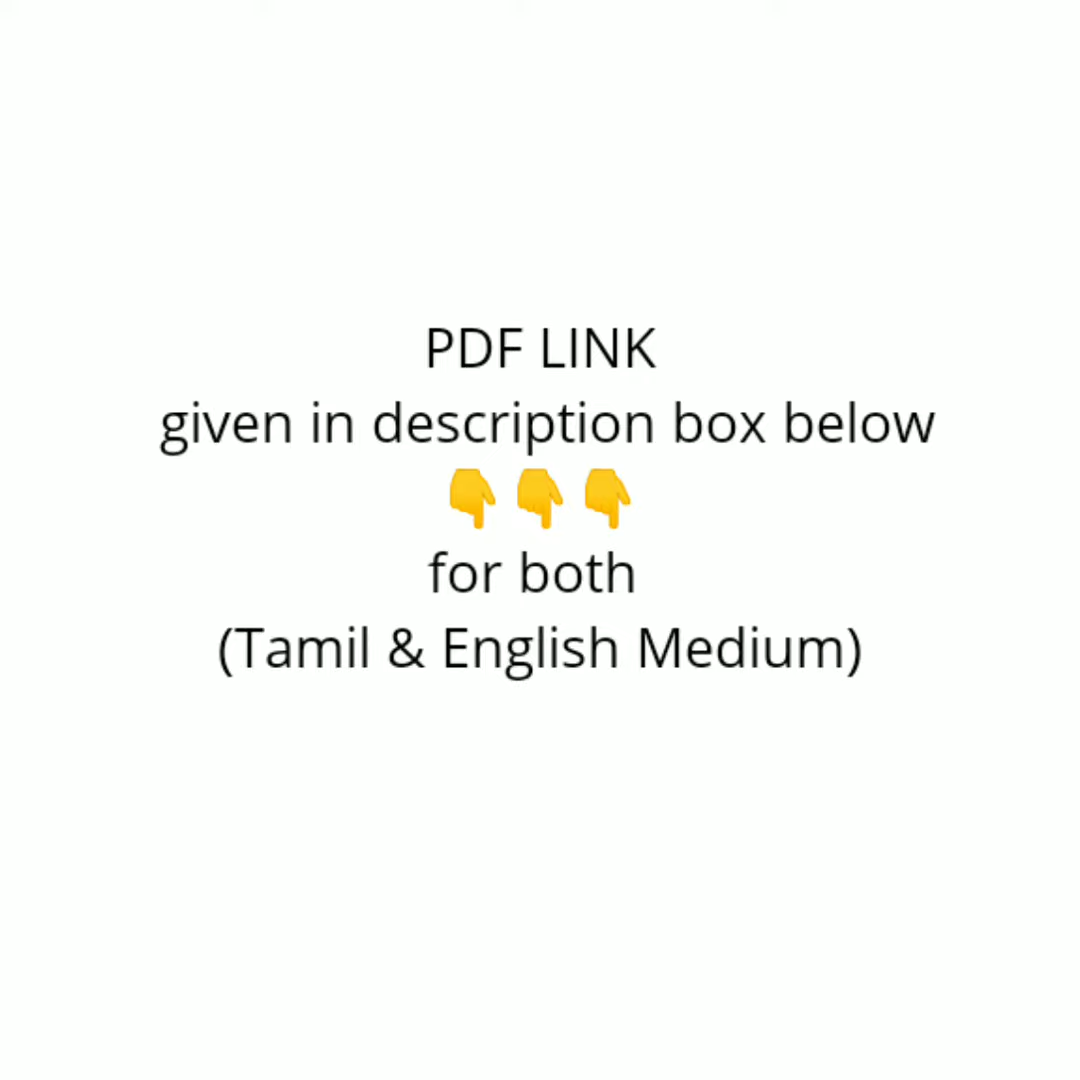 PDF LINK
given in description box below
👇👇👇
for both
(Tamil & English Medium)